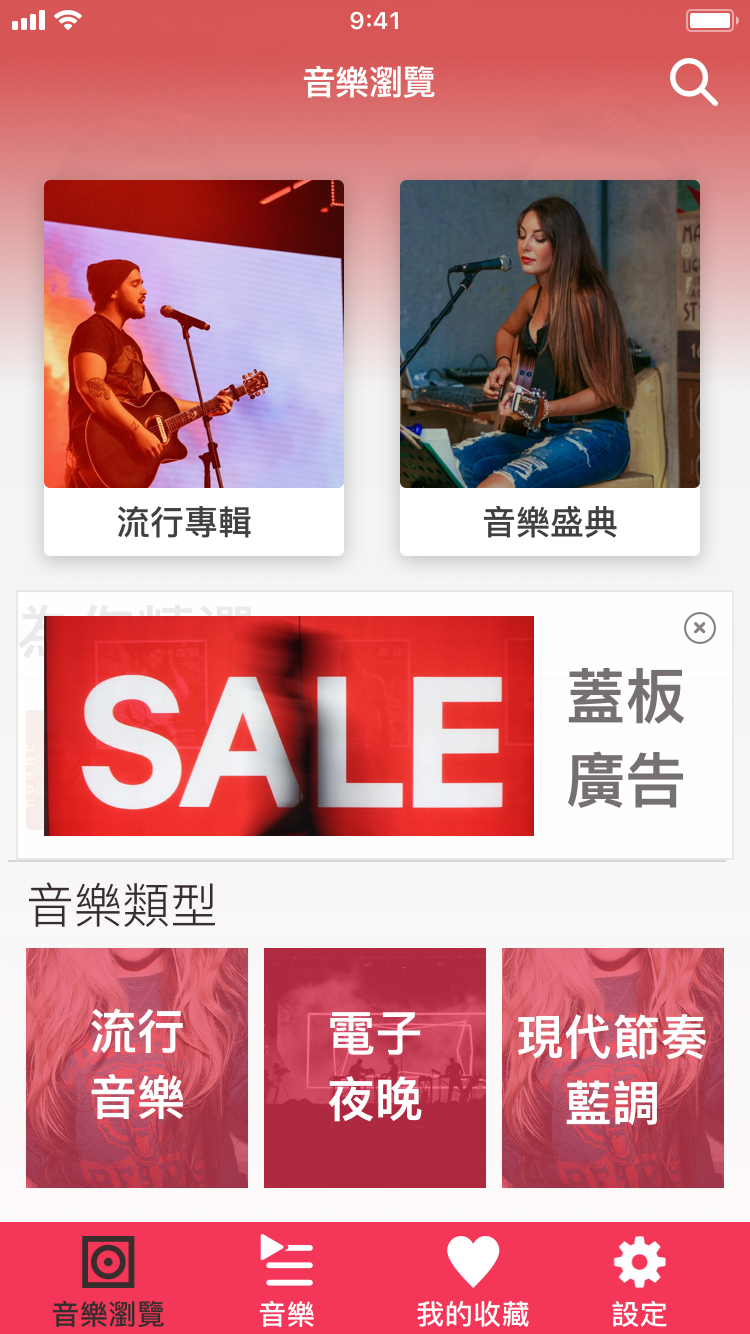 9:41
音樂瀏覽
流行專輯
音樂盛典
為你精選
SALE
蓋板
廣告
音樂類型
流行
音樂
電子
夜晚
現代節奏
藍調
音樂瀏覽
音樂
我的收藏
設定